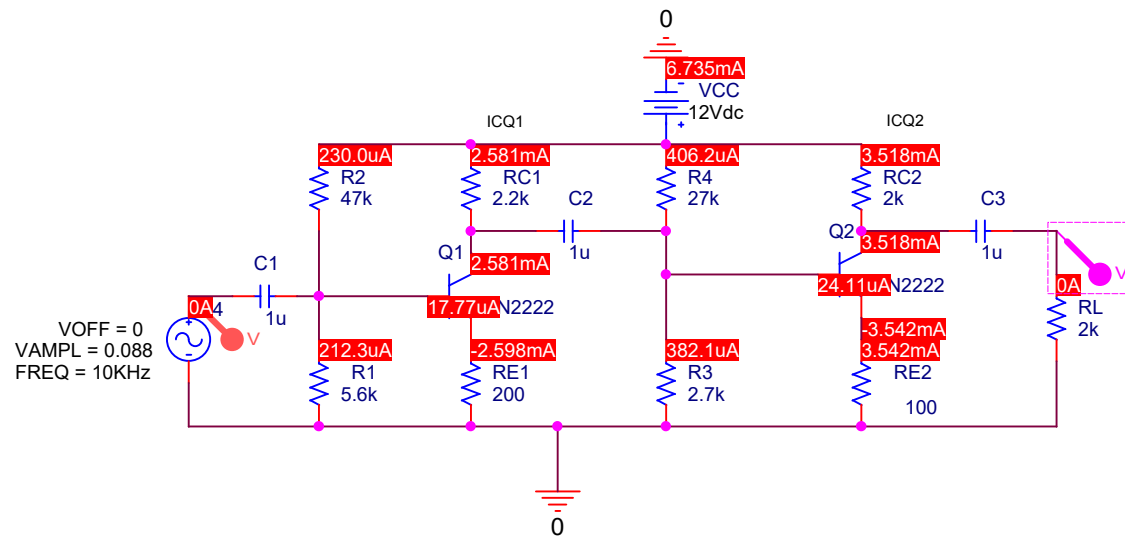 0
6.735mA
VCC
12Vdc
ICQ1
ICQ2
230.0uA
2.581mA
406.2uA
3.518mA
R2
47k
RC1
2.2k
C2
1u
R4
27k
RC2
2k
C3
1u
Q1
2.581mA
Q2
3.518mA
C1
1u
17.77uA
N2222
24.11uA
N2222
0A
4
V
V
VOFF = 0
VAMPL = 0.088
FREQ = 10KHz
0A
RL
2k
212.3uA
R1
5.6k
-2.598mA
RE1
200
382.1uA
R3
2.7k
-3.542mA
3.542mA
RE2
100
0